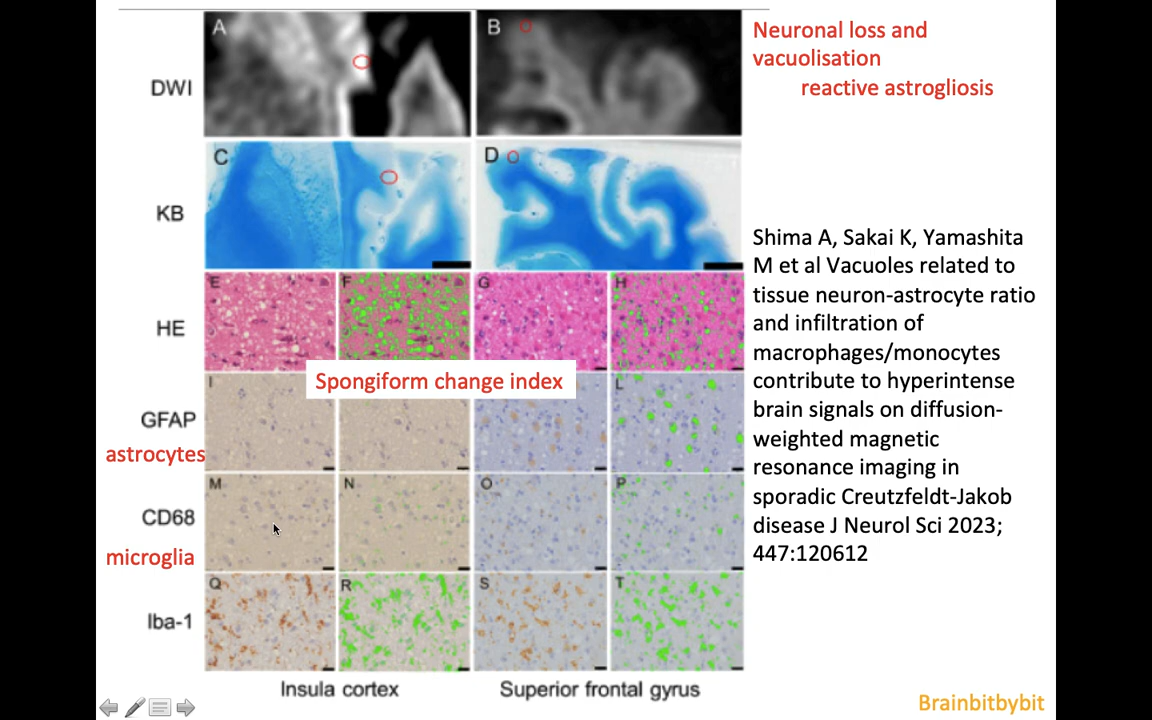 A
B
DWI
C
D
KB
E
F
G
H
HE
Spongiform change index
I
L
GFAP
astrocytes
M
N
O
P
CD68
microglia
Q
R
S
T
Iba-1
Insula cortex
Superior frontal gyrus
Neuronal loss and
vacuolisation
reactive astrogliosis
Shima A, Sakai K, Yamashita
M et al Vacuoles related to
tissue neuron-astrocyte ratio
and infiltration of
macrophages/monocytes
contribute to hyperintense
brain signals on diffusion-
weighted magnetic
resonance imaging in
sporadic Creutzfeldt-Jakob
disease J Neurol Sci 2023;
447:120612
Brainbitbybit